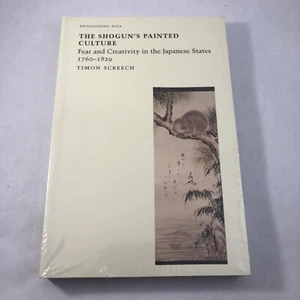 ENVISIONING ASIA
THE SHOGUN'S PAINTED
CULTURE
Fear and Creativity in the Japanese States
1760–1829
TIMON SCREECH